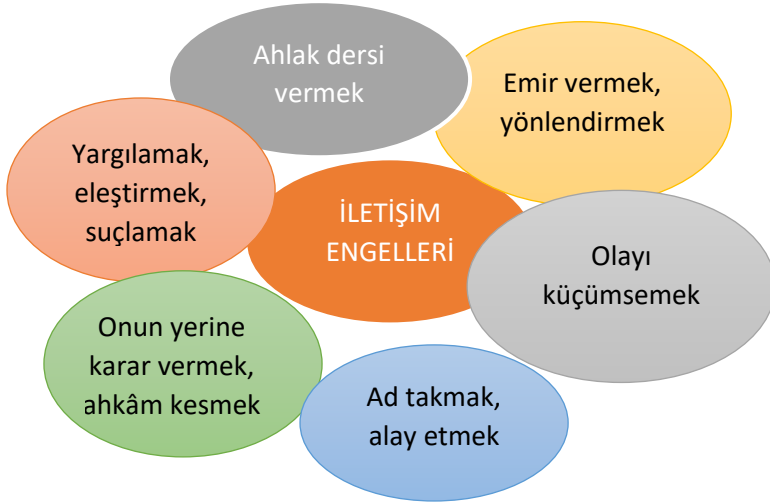 Ahlak dersi
vermek
Emir vermek,
yönlendirmek
Yargılamak,
eleştirmek,
suçlamak
İLETİŞİM
ENGELLERİ
Olayı
küçümsemek
Onun yerine
karar vermek,
ahkâm kesmek
Ad takmak,
alay etmek